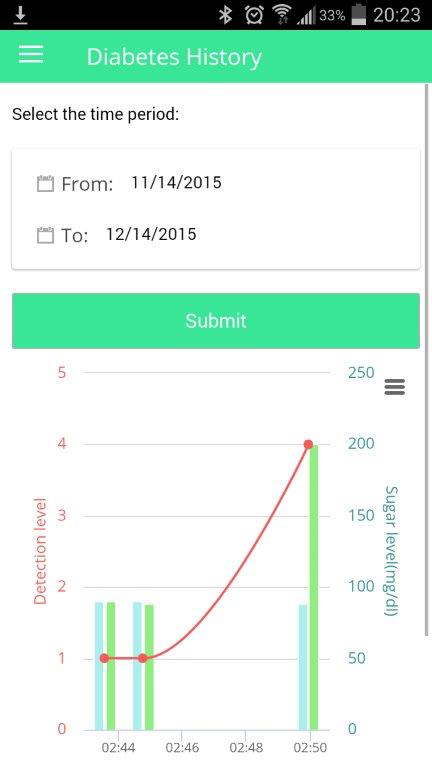 33% 20:23
Diabetes History
Select the time period:
From: 11/14/2015
To: 12/14/2015
Submit
5 250
4 200
3 150
2 100
1 50
0 0
Detection level
Sugar level(mg/dl)
02:44 02:46 02:48 02:50